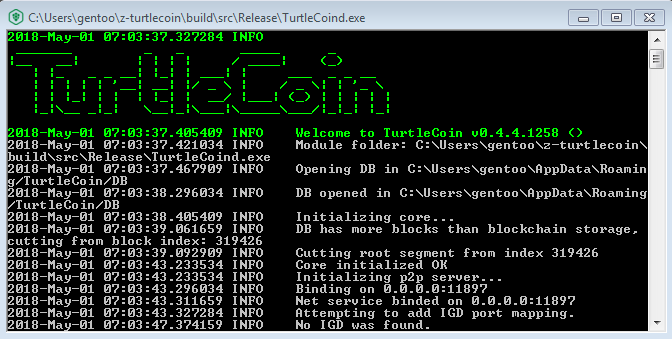 C:\Users\gentoo\z-turtlecoin\build\src\Release\TurtleCoind.exe
2018-May-01 07:03:37.327284 INFO
TurtleCoin
2018-May-01 07:03:37.405409 INFO    Welcome to TurtleCoin v0.4.4.1258 ()
2018-May-01 07:03:37.421034 INFO    Module folder: C:\Users\gentoo\z-turtlecoin\
build\src\Release\TurtleCoind.exe
2018-May-01 07:03:37.467909 INFO    Opening DB in C:\Users\gentoo\AppData\Roamin
g/TurtleCoin/DB
2018-May-01 07:03:38.296034 INFO    DB opened in C:\Users\gentoo\AppData\Roaming
/TurtleCoin/DB
2018-May-01 07:03:38.405409 INFO    Initializing core...
2018-May-01 07:03:39.061659 INFO    DB has more blocks than blockchain storage,
cutting from block index: 319426
2018-May-01 07:03:39.092909 INFO    Cutting root segment from index 319426
2018-May-01 07:03:43.233534 INFO    Core initialized OK
2018-May-01 07:03:43.233534 INFO    Initializing p2p server...
2018-May-01 07:03:43.296034 INFO    Binding on 0.0.0.0:11897
2018-May-01 07:03:43.311659 INFO    Net service binded on 0.0.0.0:11897
2018-May-01 07:03:43.327284 INFO    Attempting to add IGD port mapping.
2018-May-01 07:03:47.374159 INFO    No IGD was found.